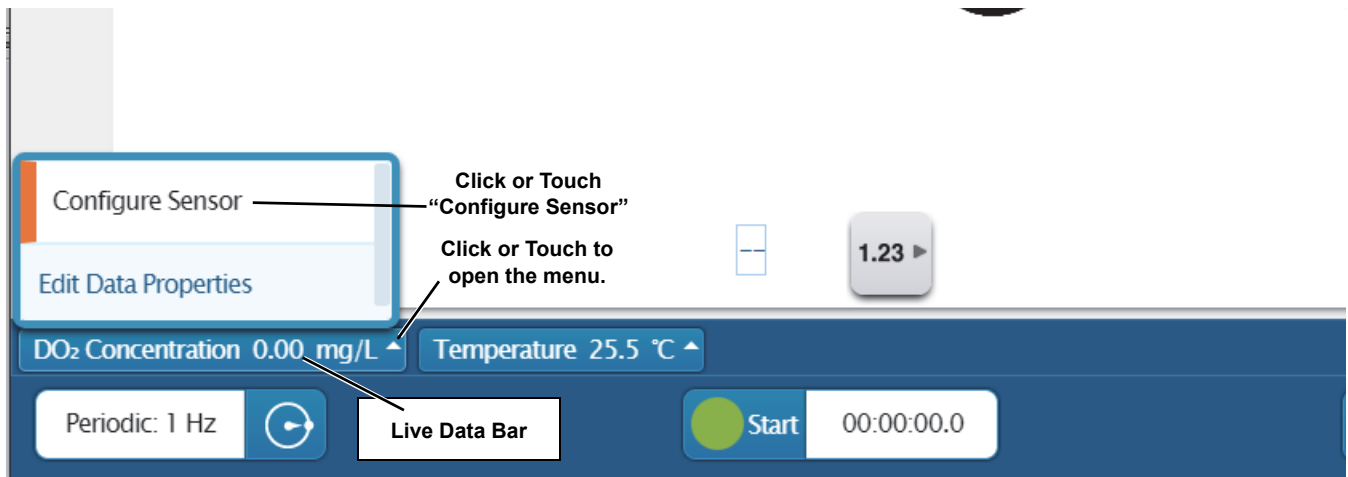 Configure Sensor
Click or Touch
“Configure Sensor”
Edit Data Properties
Click or Touch to
open the menu.
--
1.23
DO₂ Concentration 0.00 mg/L
Temperature 25.5 °C
Periodic: 1 Hz
Live Data Bar
Start
00:00:00.0